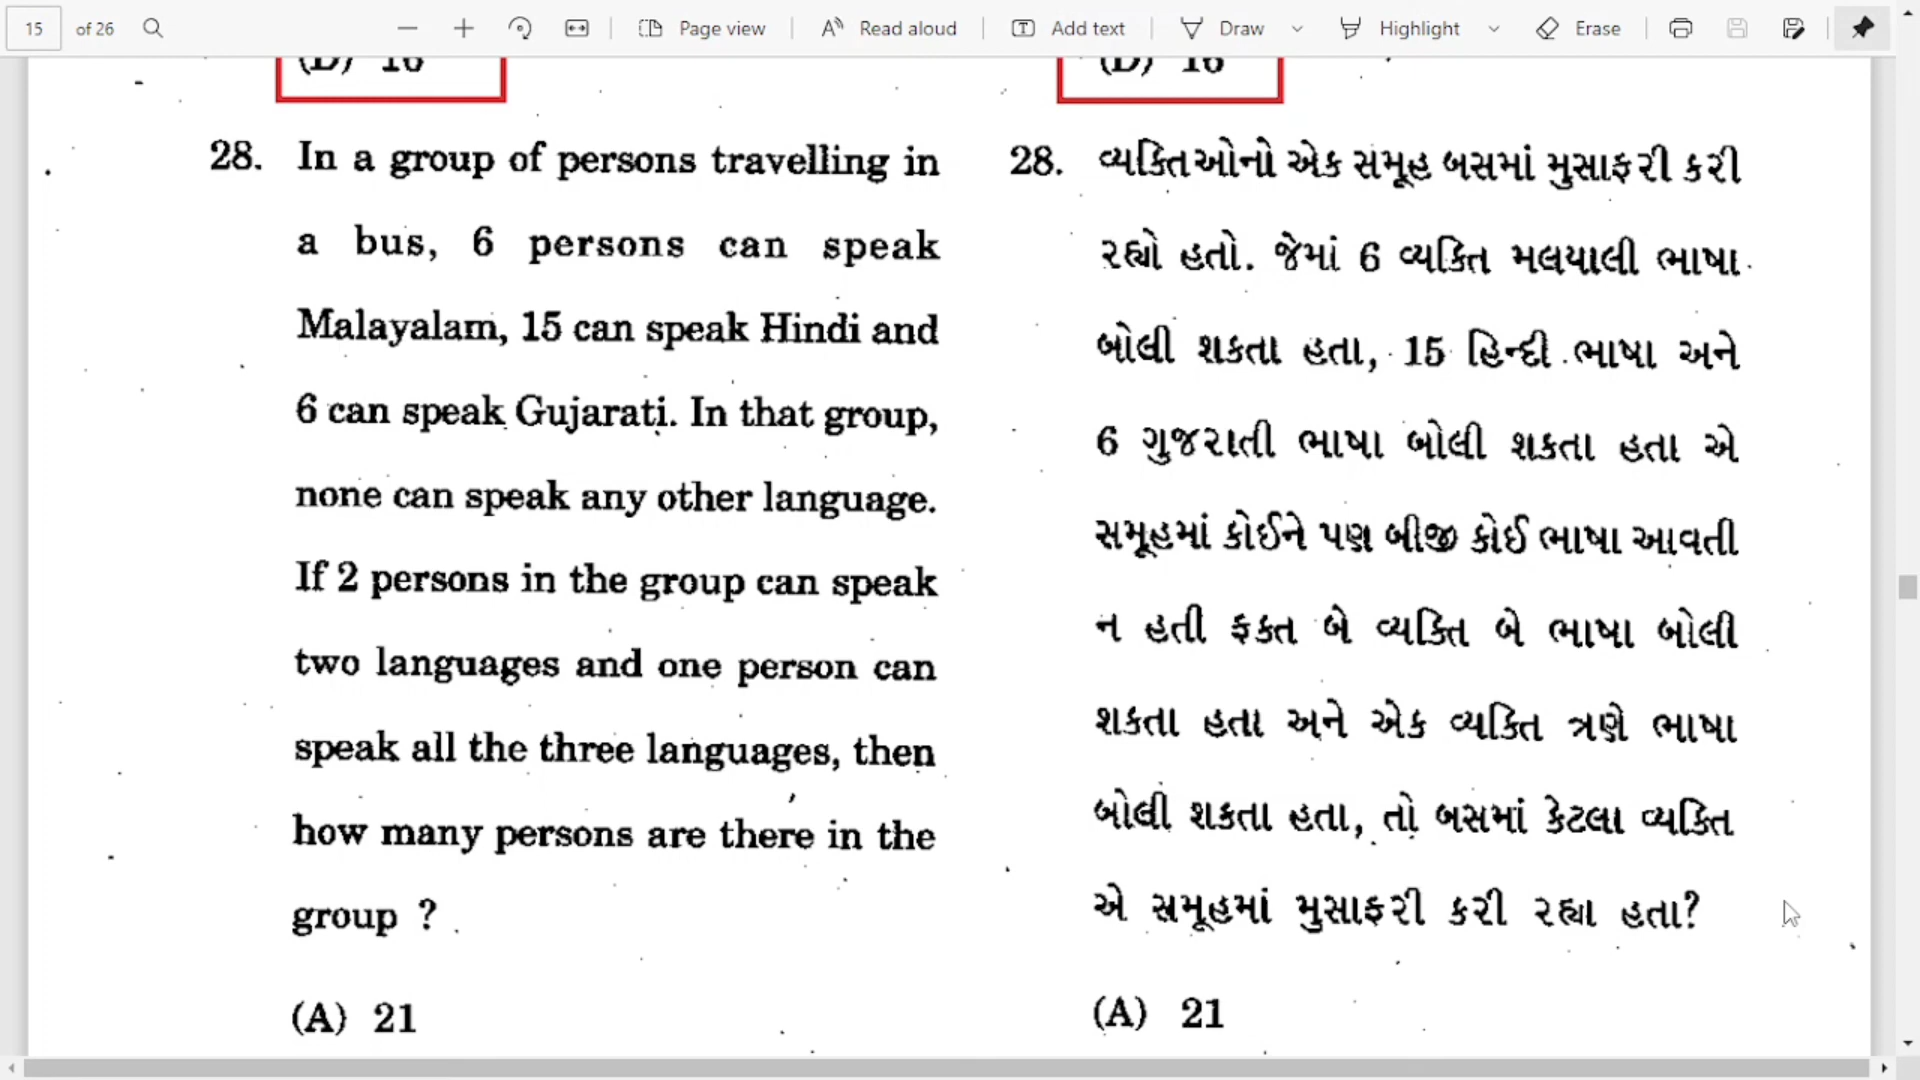 15 of 26 Page view Read aloud Add text Draw Highlight Erase
(D) 16
28. In a group of persons travelling in
a bus, 6 persons can speak
Malayalam, 15 can speak Hindi and
6 can speak Gujarati. In that group,
none can speak any other language.
If 2 persons in the group can speak
two languages and one person can
speak all the three languages, then
how many persons are there in the
group ?
(A) 21
(D) 16
28. વ્યક્તિઓનો એક સમૂહ બસમાં મુસાફરી કરી
રહ્યો હતો. જેમાં 6 વ્યક્તિ મલયાલી ભાષા
બોલી શકતા હતા, 15 હિન્દી ભાષા અને
6 ગુજરાતી ભાષા બોલી શકતા હતા એ
સમૂહમાં કોઈને પણ બીજી કોઈ ભાષા આવતી
ન હતી ફક્ત બે વ્યક્તિ બે ભાષા બોલી
શકતા હતા અને એક વ્યક્તિ ત્રણે ભાષા
બોલી શકતા હતા, તો બસમાં કેટલા વ્યક્તિ
એ સમૂહમાં મુસાફરી કરી રહ્યા હતા?
(A) 21